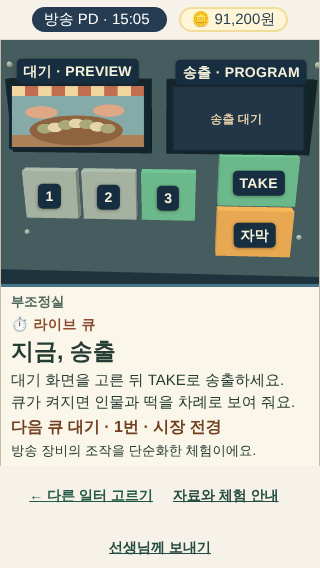 방송 PD · 15:05
91,200원
대기 · PREVIEW
송출 · PROGRAM
송출 대기
1
2
3
TAKE
자막
부조정실
⏱️ 라이브 큐
지금, 송출
대기 화면을 고른 뒤 TAKE로 송출하세요.
큐가 켜지면 인물과 떡을 차례로 보여 줘요.
다음 큐 대기 · 1번 · 시장 전경
방송 장비의 조작을 단순화한 체험이에요.
← 다른 일터 고르기
자료와 체험 안내
선생님께 보내기